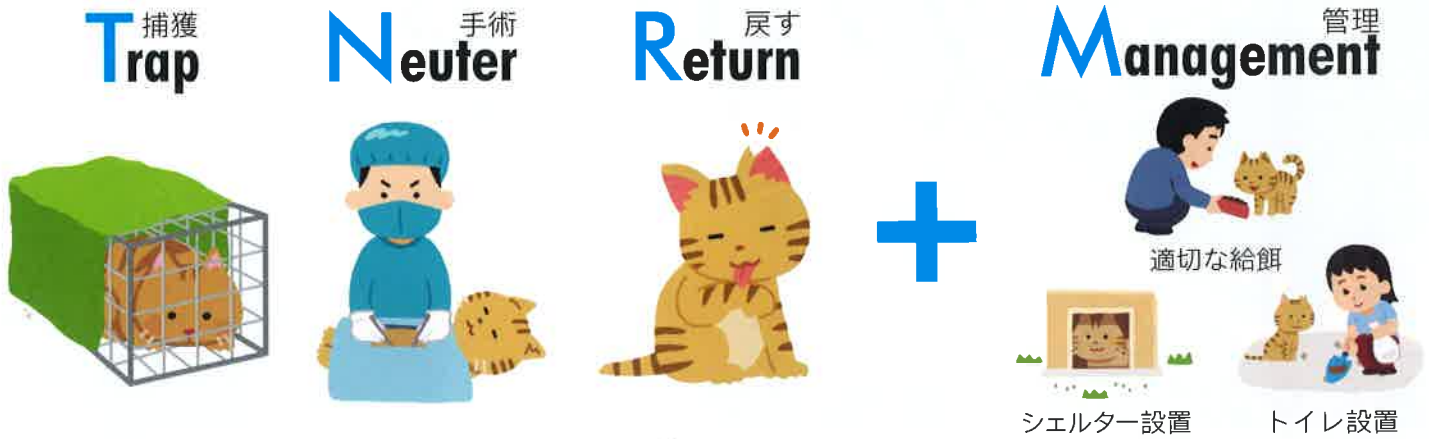 捕獲
Trap
手術
Neuter
戻す
Return
+
管理
Management
適切な給餌
シェルター設置
トイレ設置